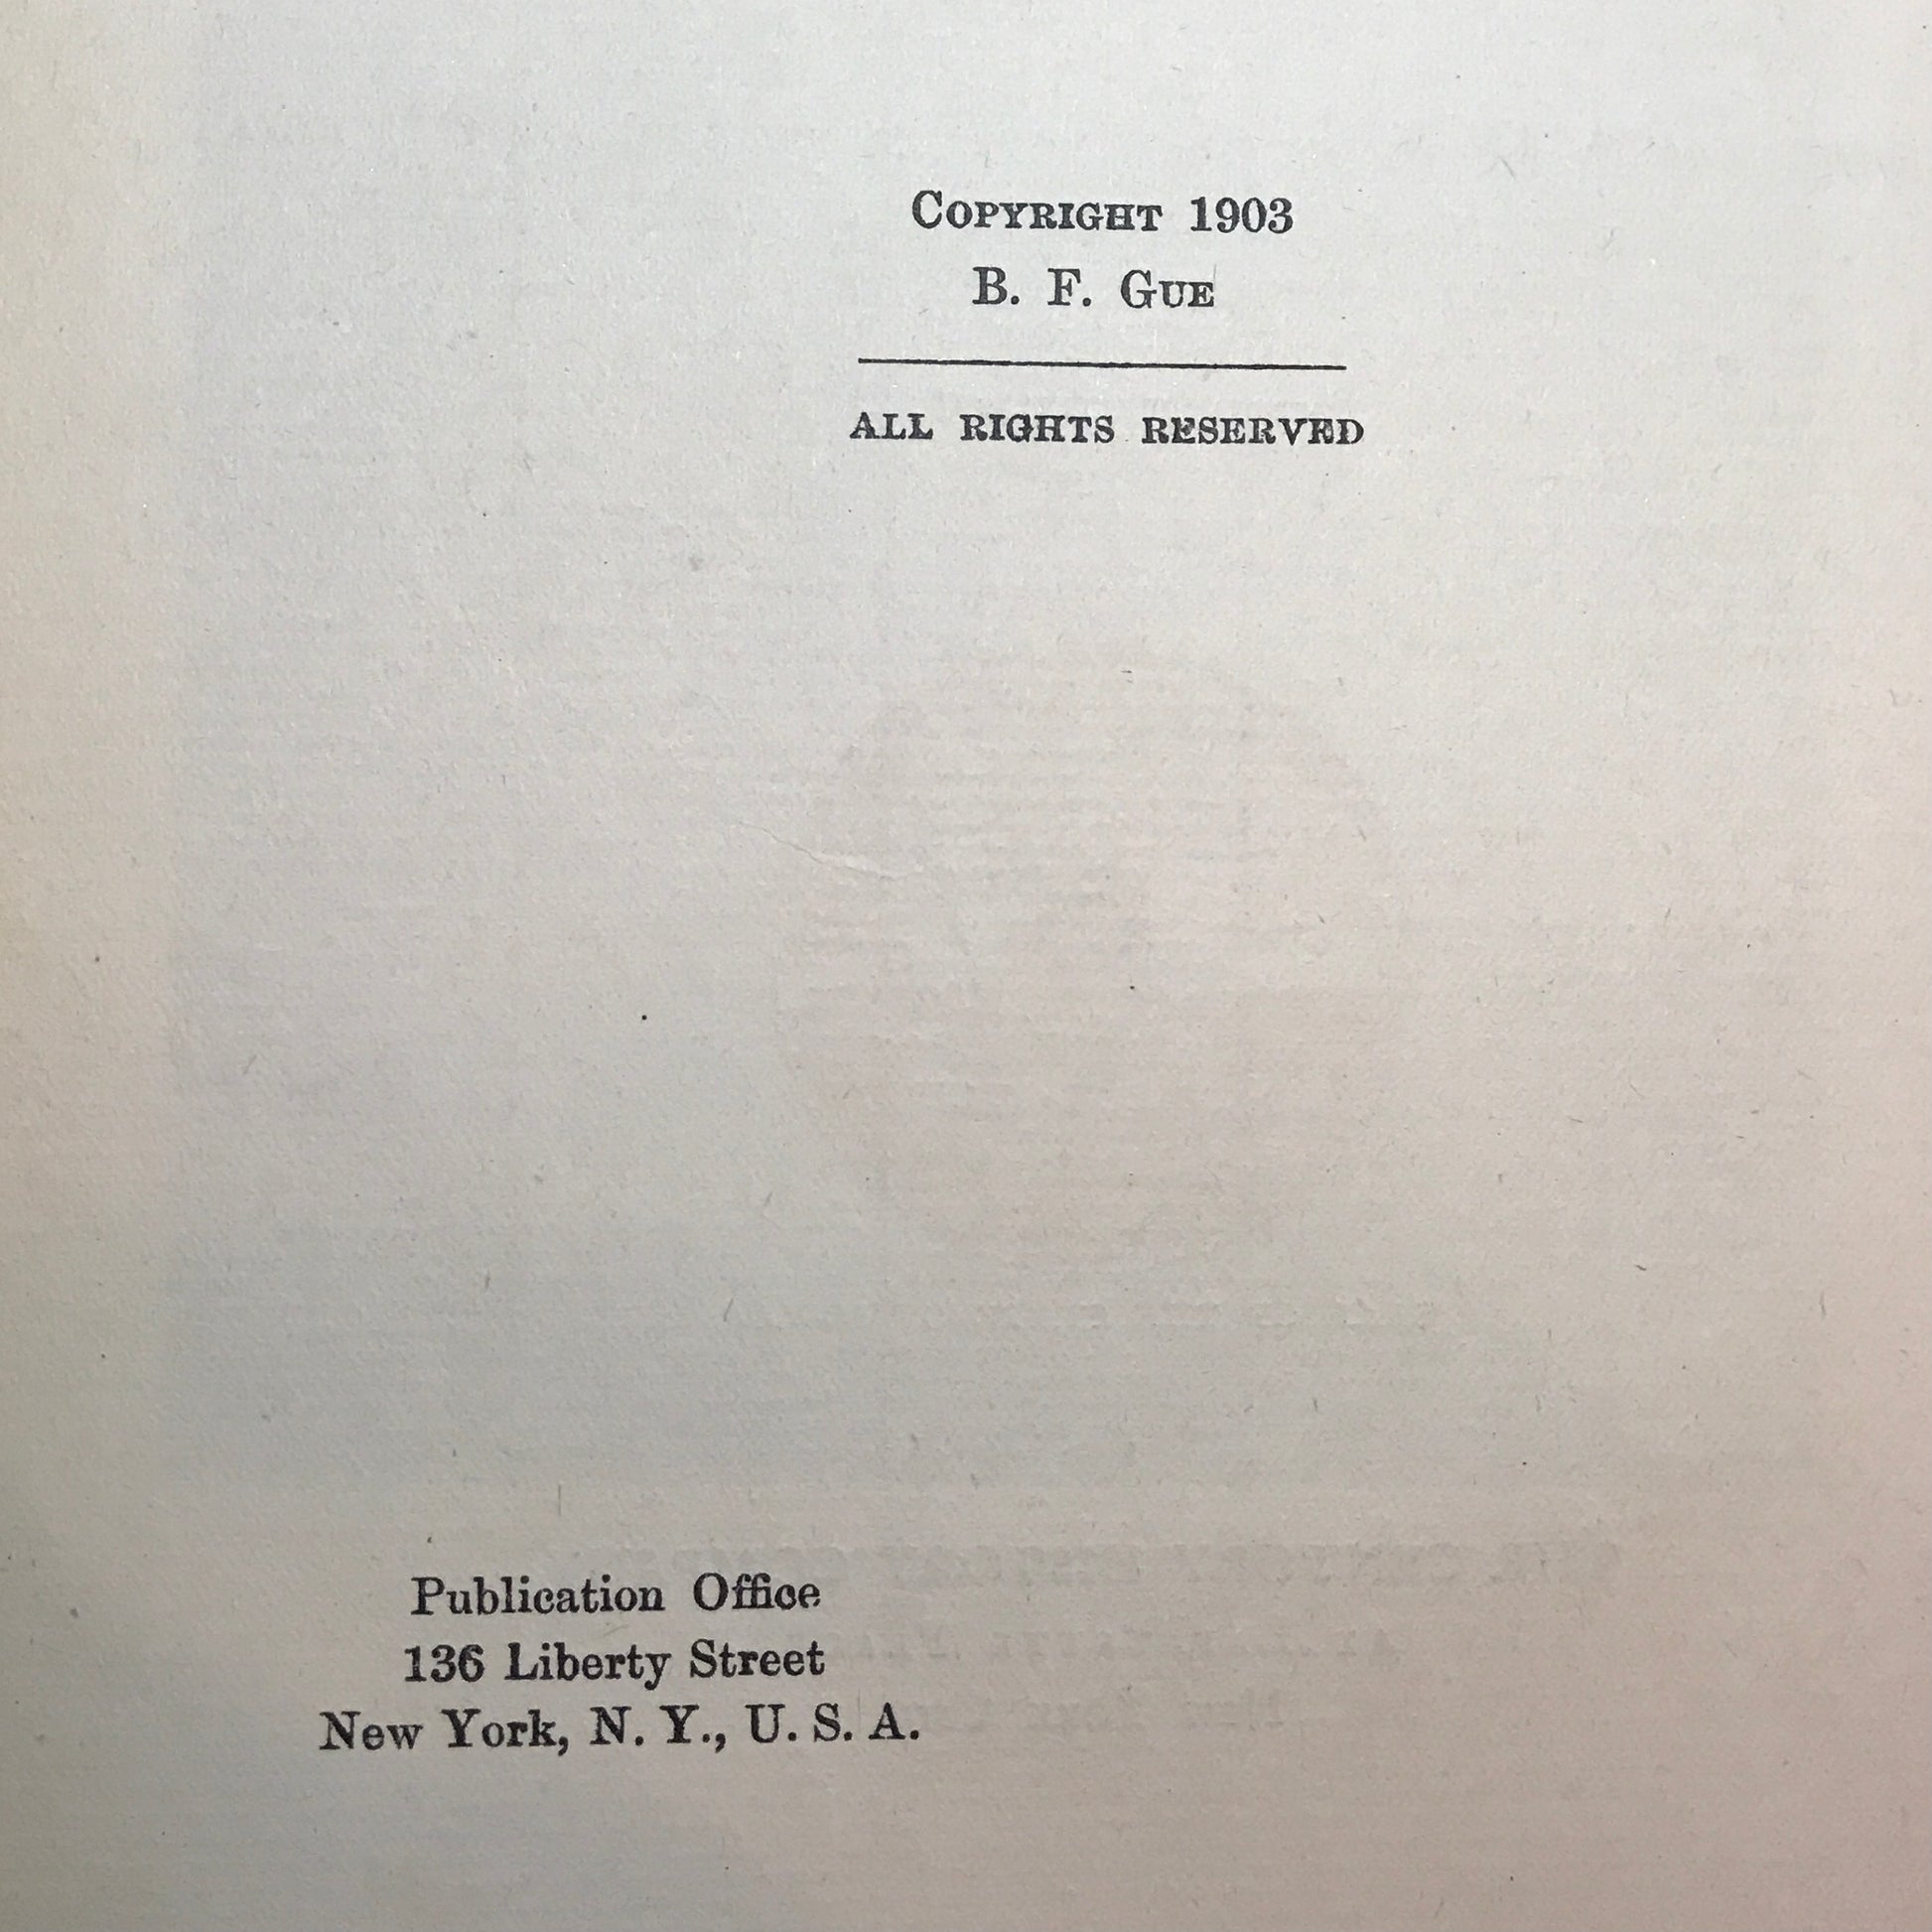 COPYRIGHT 1903
B. F. GUE
ALL RIGHTS RESERVED
Publication Office
136 Liberty Street
New York, N. Y., U. S. A.